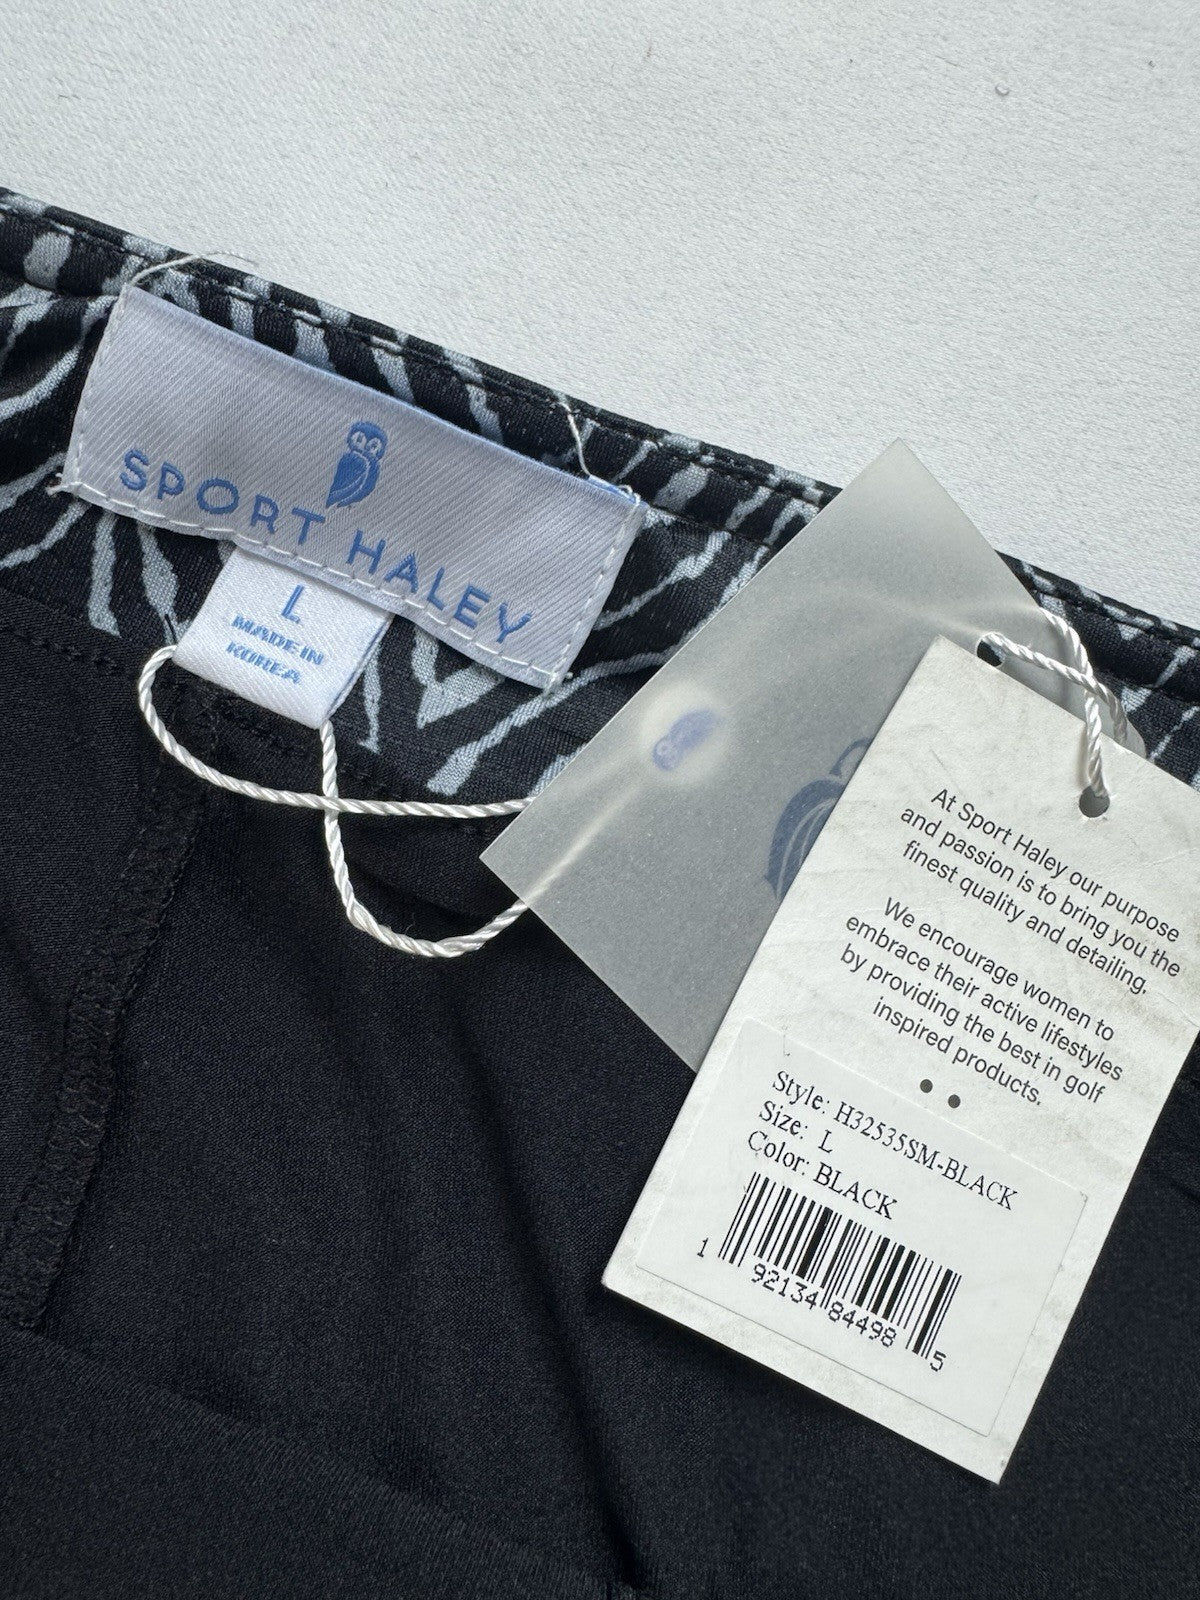 SPORT HALEY
L
MADE IN
KOREA
At Sport Haley our purpose
and passion is to bring you the
finest quality and detailing.
We encourage women to
embrace their active lifestyles
by providing the best in golf
inspired products.
Style: H32535SM-BLACK
Size: L
Color: BLACK
1 92134 84498 5